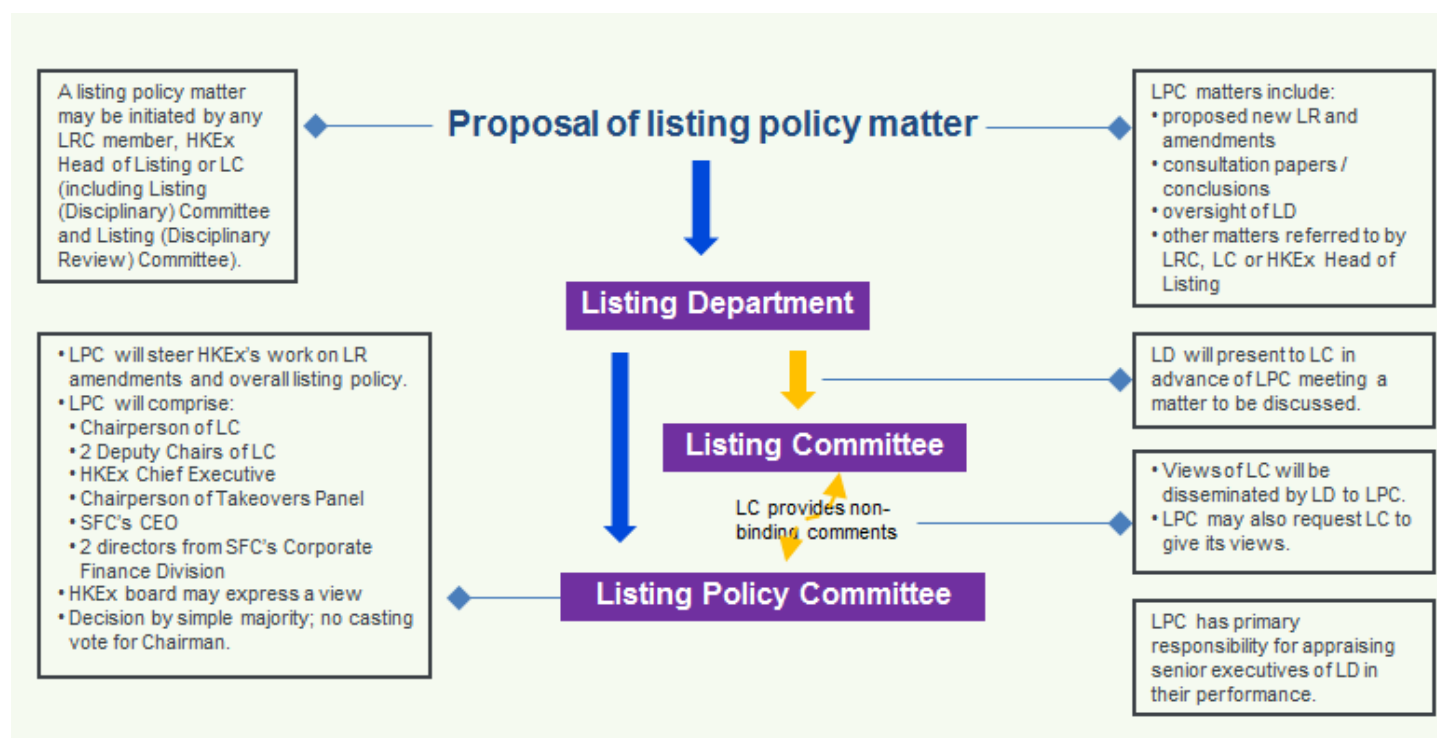 A listing policy matter
may be initiated by any
LRC member, HKEx
Head of Listing or LC
(including Listing
(Disciplinary) Committee
and Listing (Disciplinary
Review) Committee).
Proposal of listing policy matter
LPC matters include:
• proposed new LR and
amendments
• consultation papers /
conclusions
• oversight of LD
• other matters referred to by
LRC, LC or HKEx Head of
Listing
Listing Department
• LPC will steer HKEx's work on LR
amendments and overall listing policy.
• LPC will comprise:
• Chairperson of LC
• 2 Deputy Chairs of LC
• HKEx Chief Executive
• Chairperson of Takeovers Panel
• SFC's CEO
• 2 directors from SFC's Corporate
Finance Division
• HKEx board may express a view
• Decision by simple majority; no casting
vote for Chairman.
LD will present to LC in
advance of LPC meeting a
matter to be discussed.
Listing Committee
LC provides non-
binding comments
• Views of LC will be
disseminated by LD to LPC.
• LPC may also request LC to
give its views.
Listing Policy Committee
LPC has primary
responsibility for appraising
senior executives of LD in
their performance.